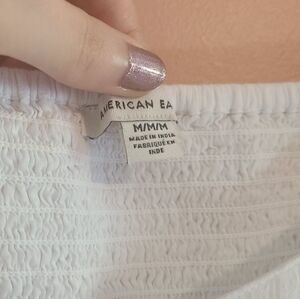 AMERICAN EA
M/M/M
MADE IN INDIA
FABRIQUÉ EN
INDE